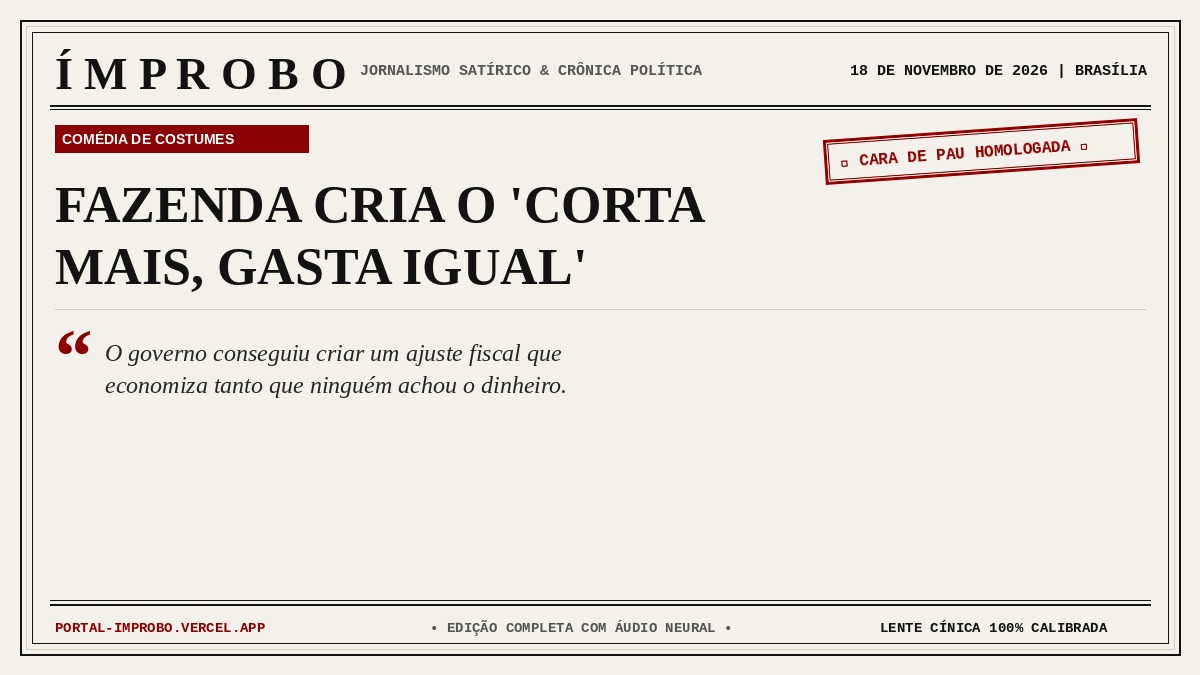 ÍMPROBO
JORNALISMO SATÍRICO & CRÔNICA POLÍTICA
18 DE NOVEMBRO DE 2026 | BRASÍLIA
COMÉDIA DE COSTUMES
CARA DE PAU HOMOLOGADA
FAZENDA CRIA O 'CORTA
MAIS, GASTA IGUAL'
“ O governo conseguiu criar um ajuste fiscal que
economiza tanto que ninguém achou o dinheiro.
PORTAL-IMPROBO.VERCEL.APP
• EDIÇÃO COMPLETA COM ÁUDIO NEURAL •
LENTE CÍNICA 100% CALIBRADA